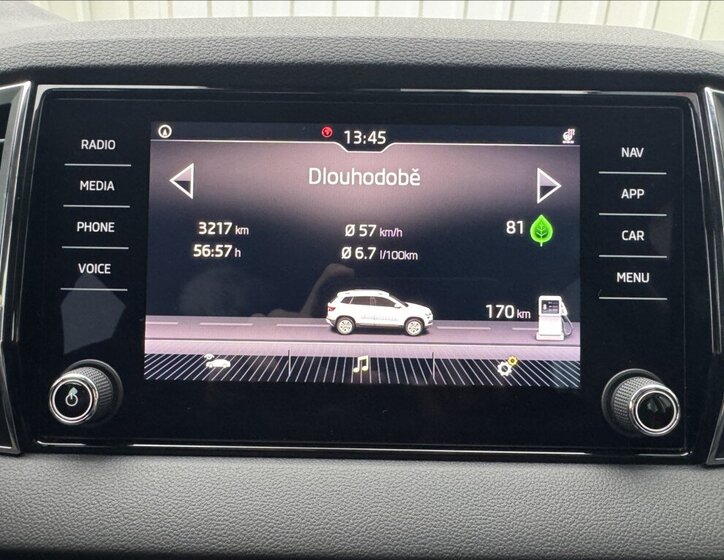 13:45
RADIO
MEDIA
PHONE
VOICE
Dlouhodobě
3217 km
56:57 h
Ø 57 km/h
Ø 6.7 l/100km
81
170 km
NAV
APP
CAR
MENU